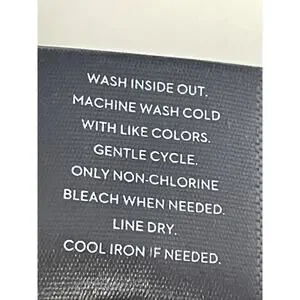 WASH INSIDE OUT.
MACHINE WASH COLD
WITH LIKE COLORS.
GENTLE CYCLE.
ONLY NON-CHLORINE
BLEACH WHEN NEEDED.
LINE DRY.
COOL IRON IF NEEDED.